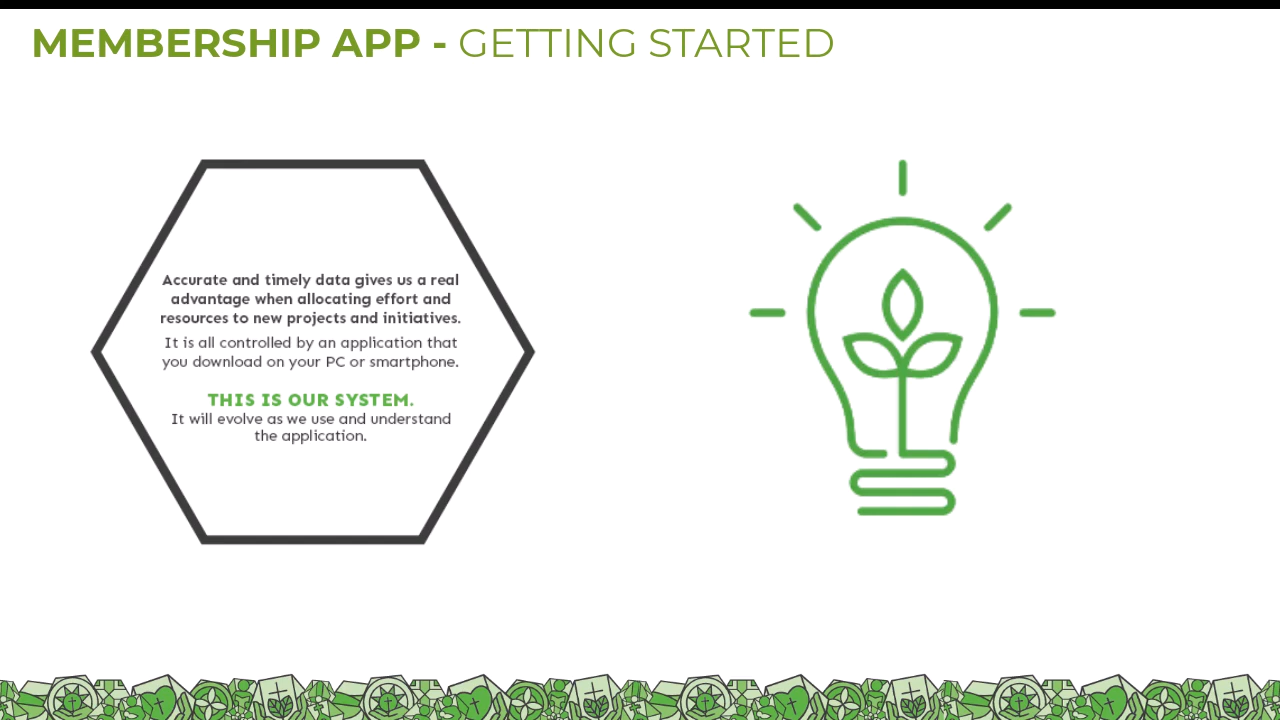 MEMBERSHIP APP - GETTING STARTED
Accurate and timely data gives us a real
advantage when allocating effort and
resources to new projects and initiatives.
It is all controlled by an application that
you download on your PC or smartphone.
THIS IS OUR SYSTEM.
It will evolve as we use and understand
the application.